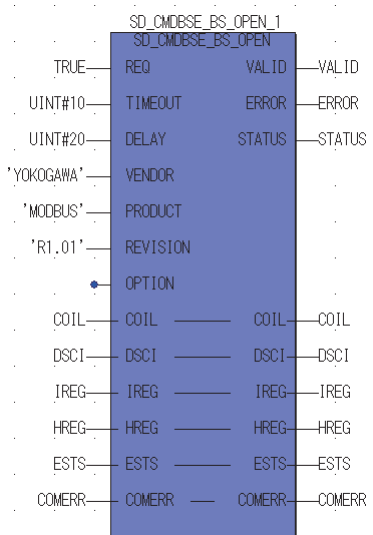 SD_CMDBSE_BS_OPEN_1
SD_CMDBSE_BS_OPEN
TRUE REQ VALID VALID
UINT#10 TIMEOUT ERROR ERROR
UINT#20 DELAY STATUS STATUS
'YOKOGAWA' VENDOR
'MODBUS' PRODUCT
'R1.01' REVISION
OPTION
COIL COIL COIL COIL
DSCI DSCI DSCI DSCI
IREG IREG IREG IREG
HREG HREG HREG HREG
ESTS ESTS ESTS ESTS
COMERR COMERR COMERR COMERR